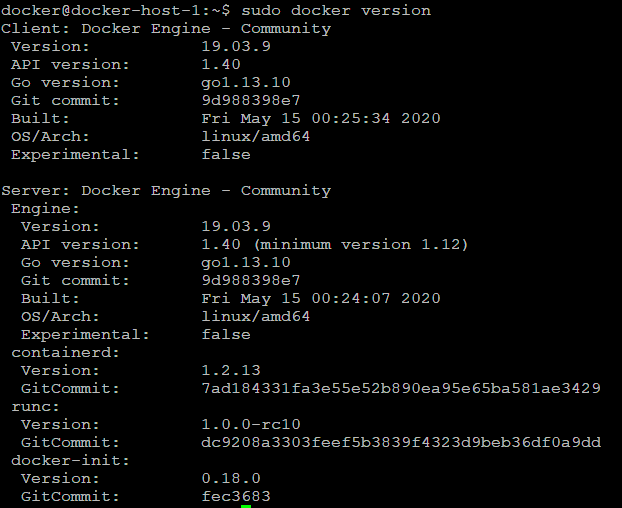 docker@docker-host-1:~$ sudo docker version
Client: Docker Engine - Community
 Version:           19.03.9
 API version:       1.40
 Go version:        go1.13.10
 Git commit:        9d988398e7
 Built:             Fri May 15 00:25:34 2020
 OS/Arch:           linux/amd64
 Experimental:      false

Server: Docker Engine - Community
 Engine:
  Version:          19.03.9
  API version:      1.40 (minimum version 1.12)
  Go version:       go1.13.10
  Git commit:       9d988398e7
  Built:            Fri May 15 00:24:07 2020
  OS/Arch:          linux/amd64
  Experimental:     false
 containerd:
  Version:          1.2.13
  GitCommit:        7ad184331fa3e55e52b890ea95e65ba581ae3429
 runc:
  Version:          1.0.0-rc10
  GitCommit:        dc9208a3303feef5b3839f4323d9beb36df0a9dd
 docker-init:
  Version:          0.18.0
  GitCommit:        fec3683